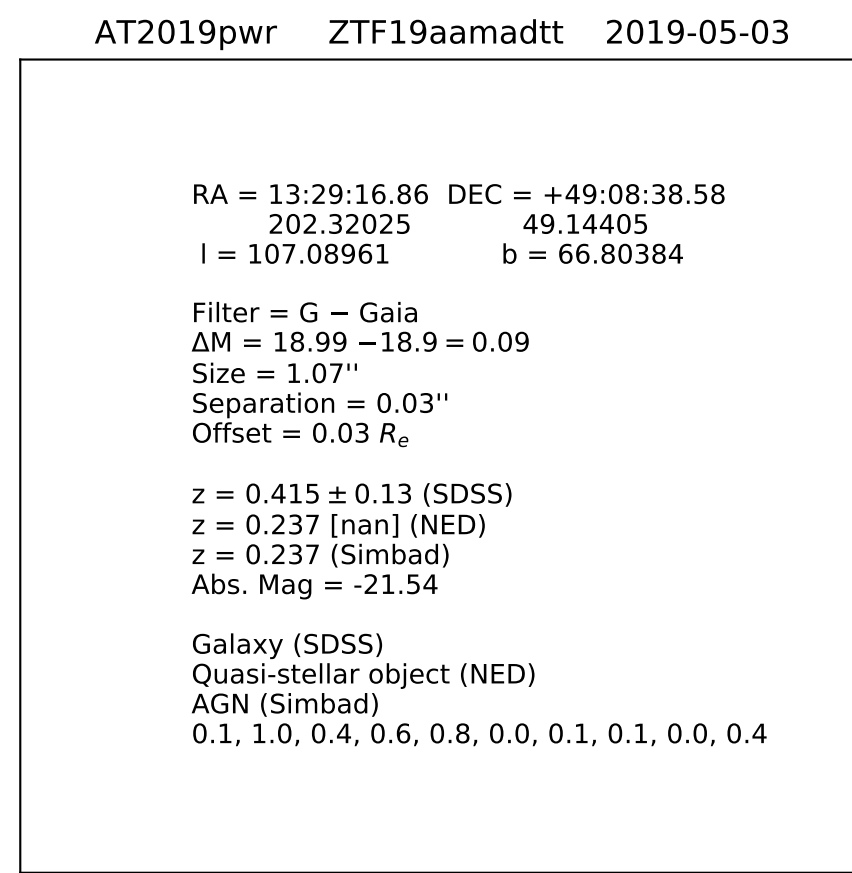 AT2019pwr ZTF19aamadtt 2019-05-03
RA = 13:29:16.86 DEC = +49:08:38.58
202.32025 49.14405
l = 107.08961 b = 66.80384
Filter = G − Gaia
ΔM = 18.99 −18.9 = 0.09
Size = 1.07''
Separation = 0.03''
Offset = 0.03 Re
z = 0.415 ± 0.13 (SDSS)
z = 0.237 [nan] (NED)
z = 0.237 (Simbad)
Abs. Mag = -21.54
Galaxy (SDSS)
Quasi-stellar object (NED)
AGN (Simbad)
0.1, 1.0, 0.4, 0.6, 0.8, 0.0, 0.1, 0.1, 0.0, 0.4